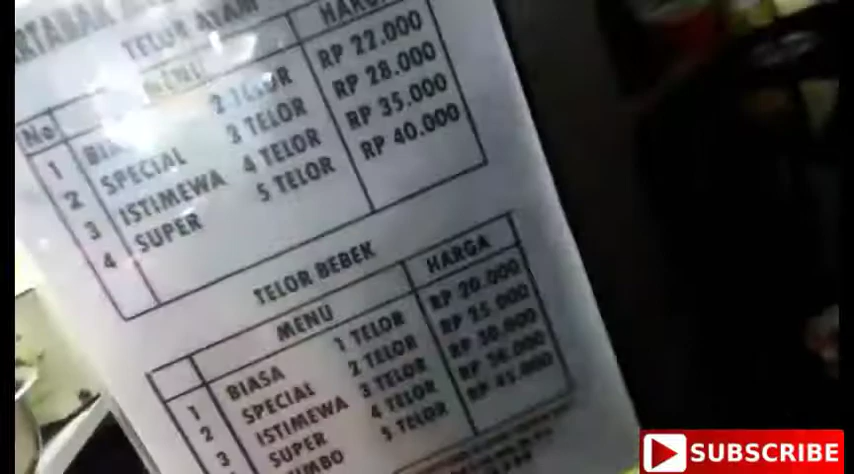 TELUR AYAM
No MENU HARGA
1 BIASA 2 TELOR RP 22.000
2 SPECIAL 3 TELOR RP 28.000
3 ISTIMEWA 4 TELOR RP 35.000
4 SUPER 5 TELOR RP 40.000
TELOR BEBEK
MENU HARGA
1 BIASA 1 TELOR RP 20.000
2 SPECIAL 2 TELOR RP 25.000
3 ISTIMEWA 3 TELOR RP 30.000
SUPER 4 TELOR RP
5 TELOR RP 45.000
SUBSCRIBE